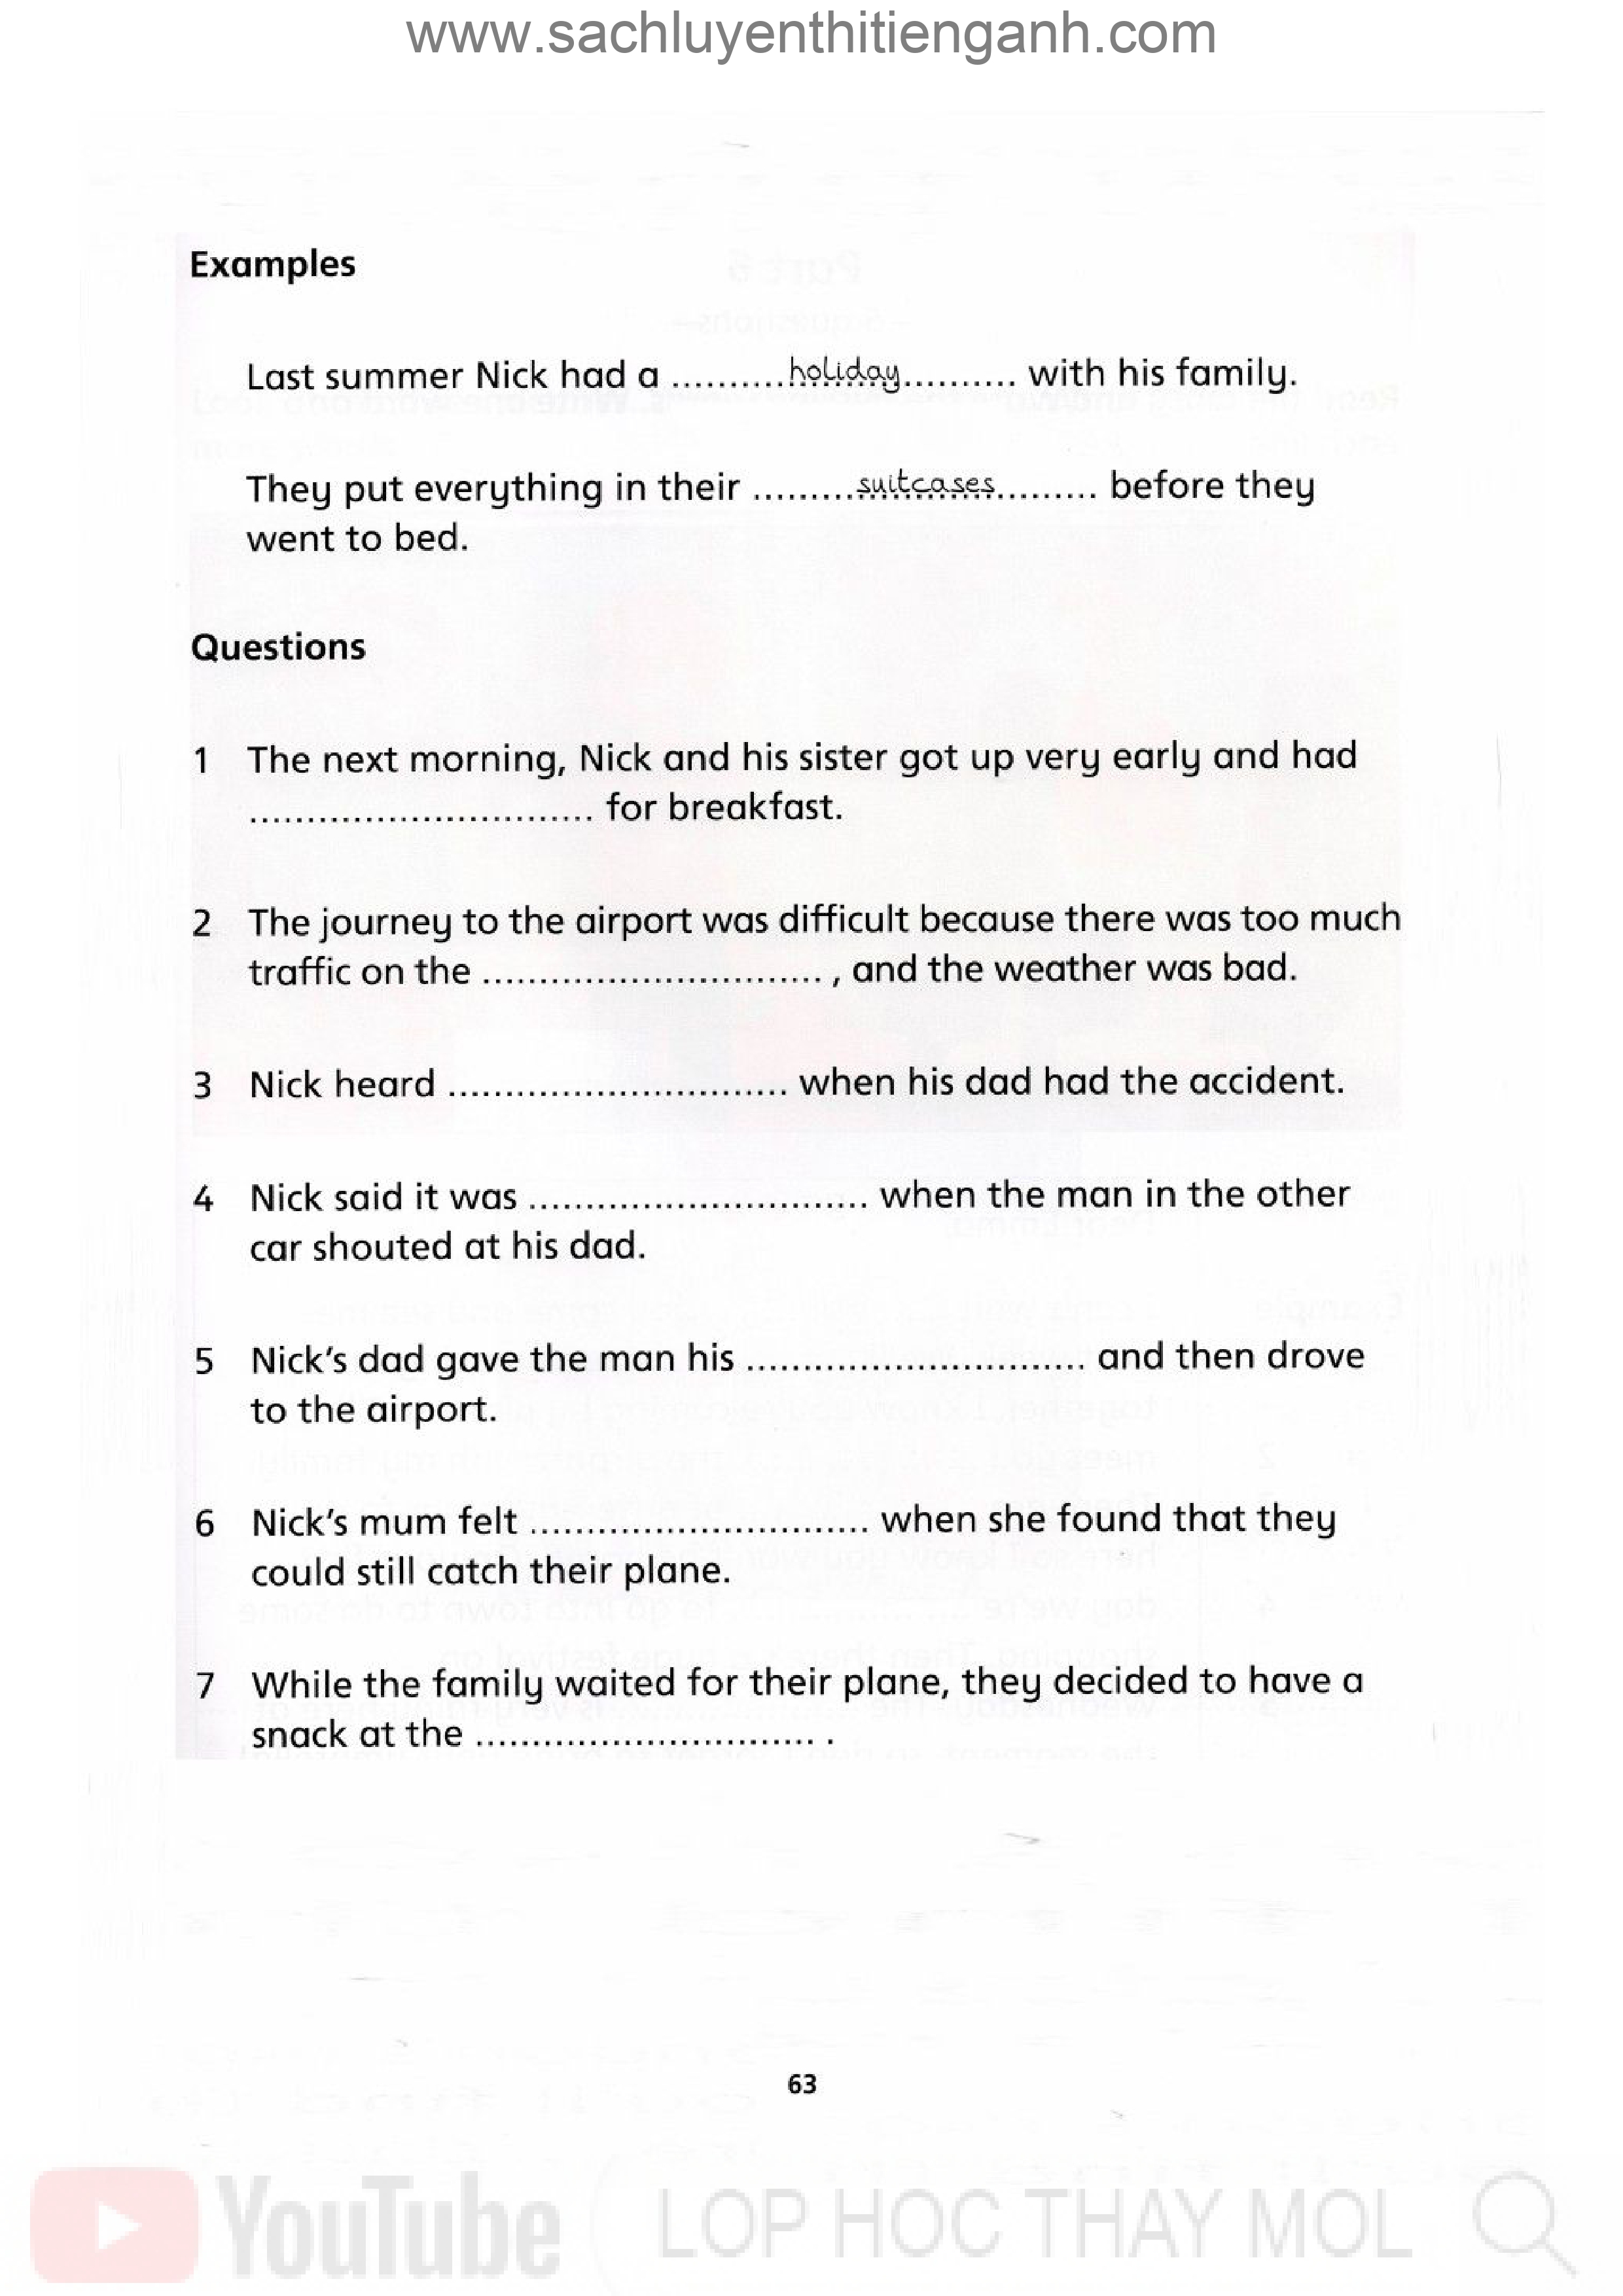 www.sachluyenthitienganh.com
Examples
Last summer Nick had a ..........holiday.......... with his family.
They put everything in their .........suitcases......... before they
went to bed.
Questions
1 The next morning, Nick and his sister got up very early and had
.............................. for breakfast.
2 The journey to the airport was difficult because there was too much
traffic on the .............................. , and the weather was bad.
3 Nick heard .............................. when his dad had the accident.
4 Nick said it was .............................. when the man in the other
car shouted at his dad.
5 Nick's dad gave the man his .............................. and then drove
to the airport.
6 Nick's mum felt .............................. when she found that they
could still catch their plane.
7 While the family waited for their plane, they decided to have a
snack at the .............................. .
63
YouTube LOP HOC THAY MOL